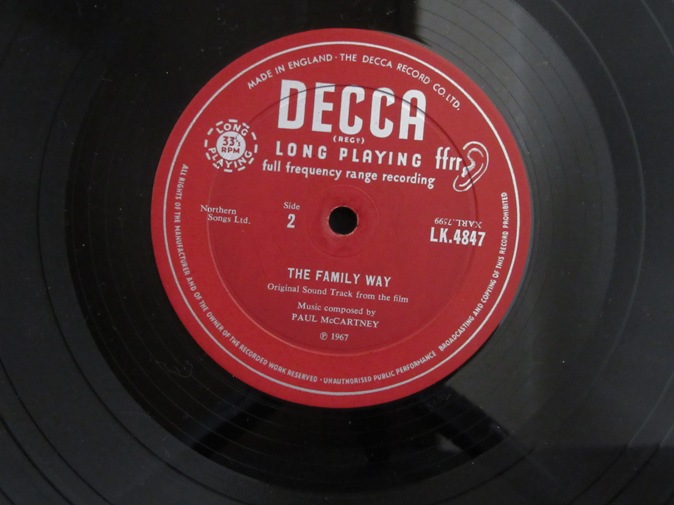 MADE IN ENGLAND · THE DECCA RECORD CO. LTD.
DECCA
(REGD)
LONG PLAYING
33⅓
RPM
LONG PLAYING ffrr
full frequency range recording
Northern
Songs Ltd.
Side
2
XARL.7599
LK.4847
THE FAMILY WAY
Original Sound Track from the film
Music composed by
PAUL McCARTNEY
℗ 1967
ALL RIGHTS OF THE MANUFACTURER AND OF THE OWNER OF THE RECORDED WORK RESERVED · UNAUTHORISED PUBLIC PERFORMANCE BROADCASTING AND COPYING OF THIS RECORD PROHIBITED